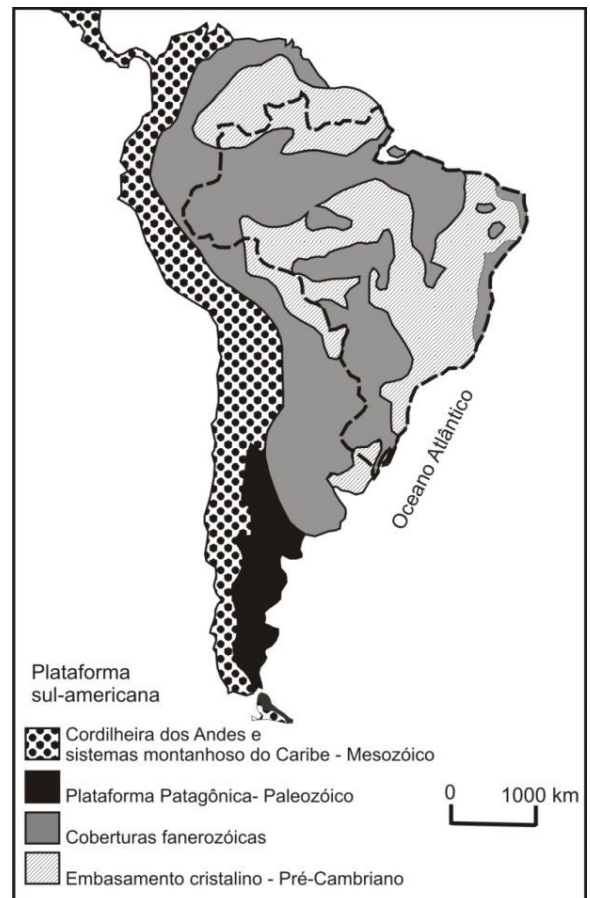 Oceano Atlântico
Plataforma
sul-americana
Cordilheira dos Andes e
sistemas montanhoso do Caribe - Mesozóico
Plataforma Patagônica- Paleozóico
Coberturas fanerozóicas
Embasamento cristalino - Pré-Cambriano
0 1000 km